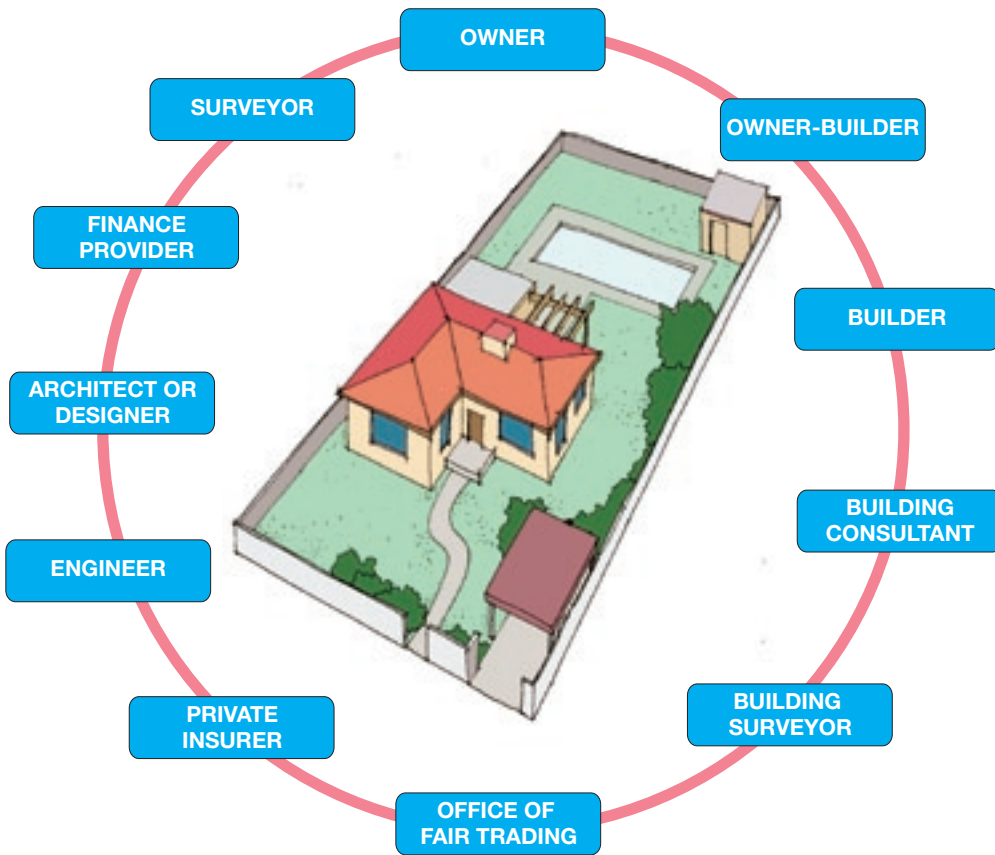 OWNER
OWNER-BUILDER
BUILDER
BUILDING
CONSULTANT
BUILDING
SURVEYOR
OFFICE OF
FAIR TRADING
PRIVATE
INSURER
ENGINEER
ARCHITECT OR
DESIGNER
FINANCE
PROVIDER
SURVEYOR